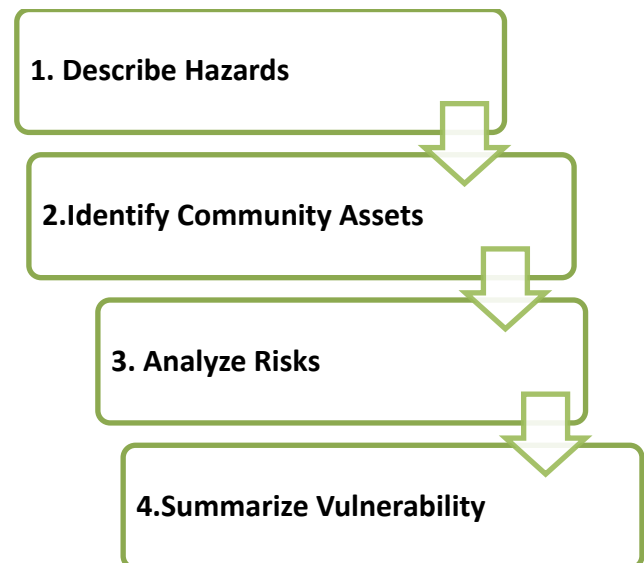 1. Describe Hazards
2.Identify Community Assets
3. Analyze Risks
4.Summarize Vulnerability